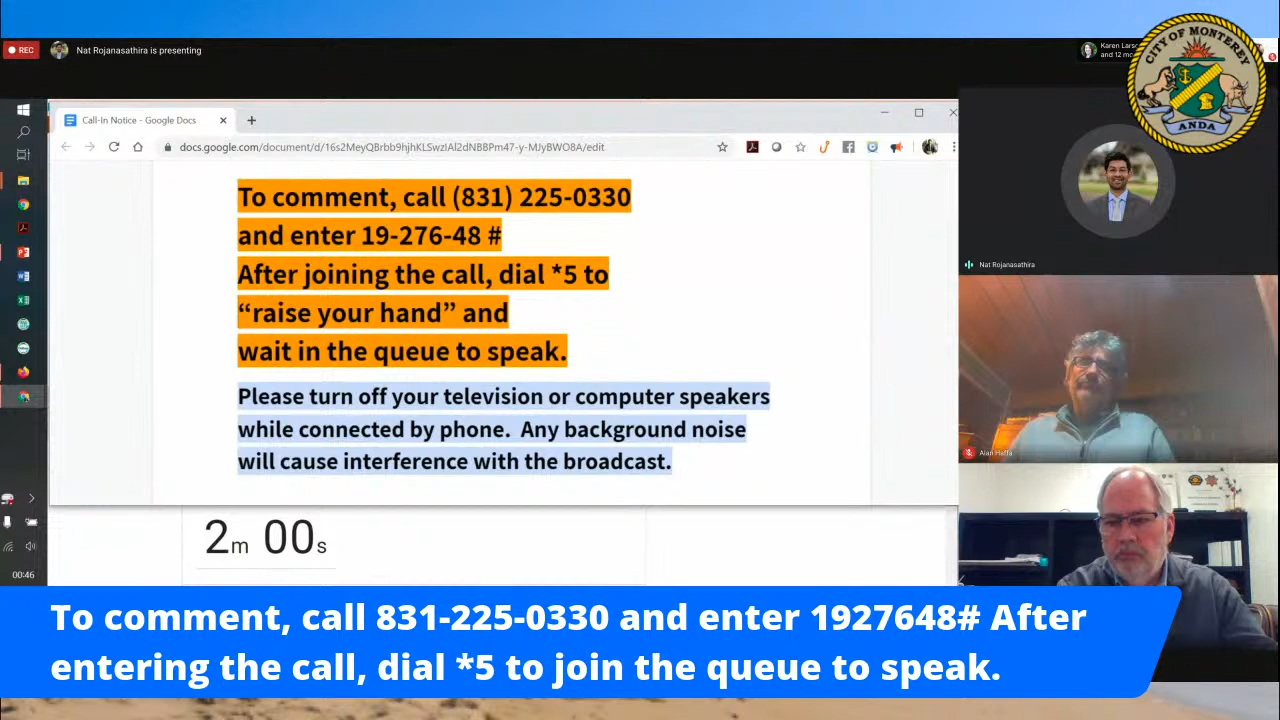 REC
Nat Rojanasathira is presenting
Karen Lars
and 12 mo
CITY OF MONTEREY
ANDA
Call-In Notice - Google Docs
docs.google.com/document/d/16s2MeyQBrbb9hjhKLSwzIAl2dNBBPm47-y-MJyBWO8A/edit
To comment, call (831) 225-0330
and enter 19-276-48 #
After joining the call, dial *5 to
“raise your hand” and
wait in the queue to speak.
Please turn off your television or computer speakers
while connected by phone.  Any background noise
will cause interference with the broadcast.
Nat Rojanasathira
Alan Haffa
2m 00s
00:46
To comment, call 831-225-0330 and enter 1927648# After
entering the call, dial *5 to join the queue to speak.